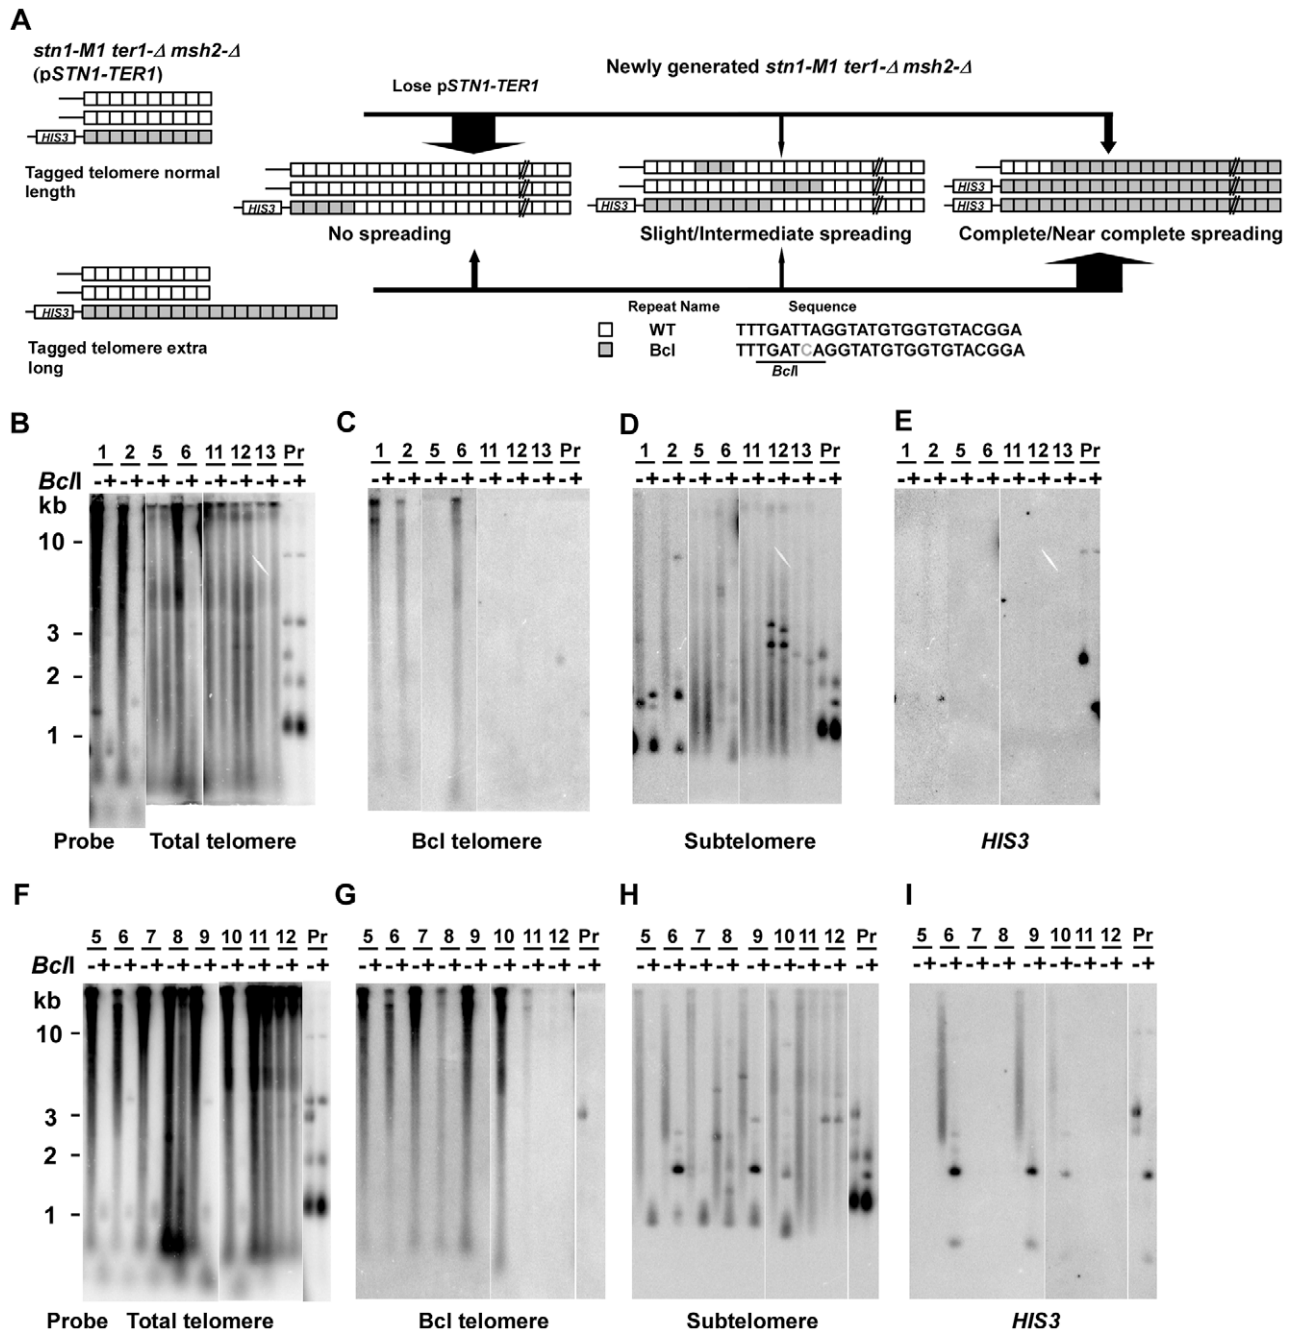 A
stn1-M1 ter1-Δ msh2-Δ
(pSTN1-TER1)
HIS3
Tagged telomere normal
length
Lose pSTN1-TER1
Newly generated stn1-M1 ter1-Δ msh2-Δ
HIS3
HIS3
HIS3
HIS3
No spreading
Slight/Intermediate spreading
Complete/Near complete spreading
HIS3
Tagged telomere extra
long
Repeat Name Sequence
WT TTTGATTAGGTATGTGGTGTACGGA
Bcl TTTGATCAGGTATGTGGTGTACGGA
BclI
B
1 2 5 6 11 12 13 Pr
BclI -+ -+ -+ -+ -+ -+ -+ -+
kb
10 -
3 -
2 -
1 -
Probe Total telomere
C
1 2 5 6 11 12 13 Pr
-+ -+ -+ -+ -+ -+ -+ -+
Bcl telomere
D
1 2 5 6 11 12 13 Pr
-+ -+ -+ -+ -+ -+ -+ -+
Subtelomere
E
1 2 5 6 11 12 13 Pr
-+ -+ -+ -+ -+ -+ -+ -+
HIS3
F
5 6 7 8 9 10 11 12 Pr
BclI -+ -+ -+ -+ -+ -+ -+ -+ -+
kb
10 -
3 -
2 -
1 -
Probe Total telomere
G
5 6 7 8 9 10 11 12 Pr
-+ -+ -+ -+ -+ -+ -+ -+ -+
Bcl telomere
H
5 6 7 8 9 10 11 12 Pr
-+ -+ -+ -+ -+ -+ -+ -+ -+
Subtelomere
I
5 6 7 8 9 10 11 12 Pr
-+ -+ -+ -+ -+ -+ -+ -+ -+
HIS3